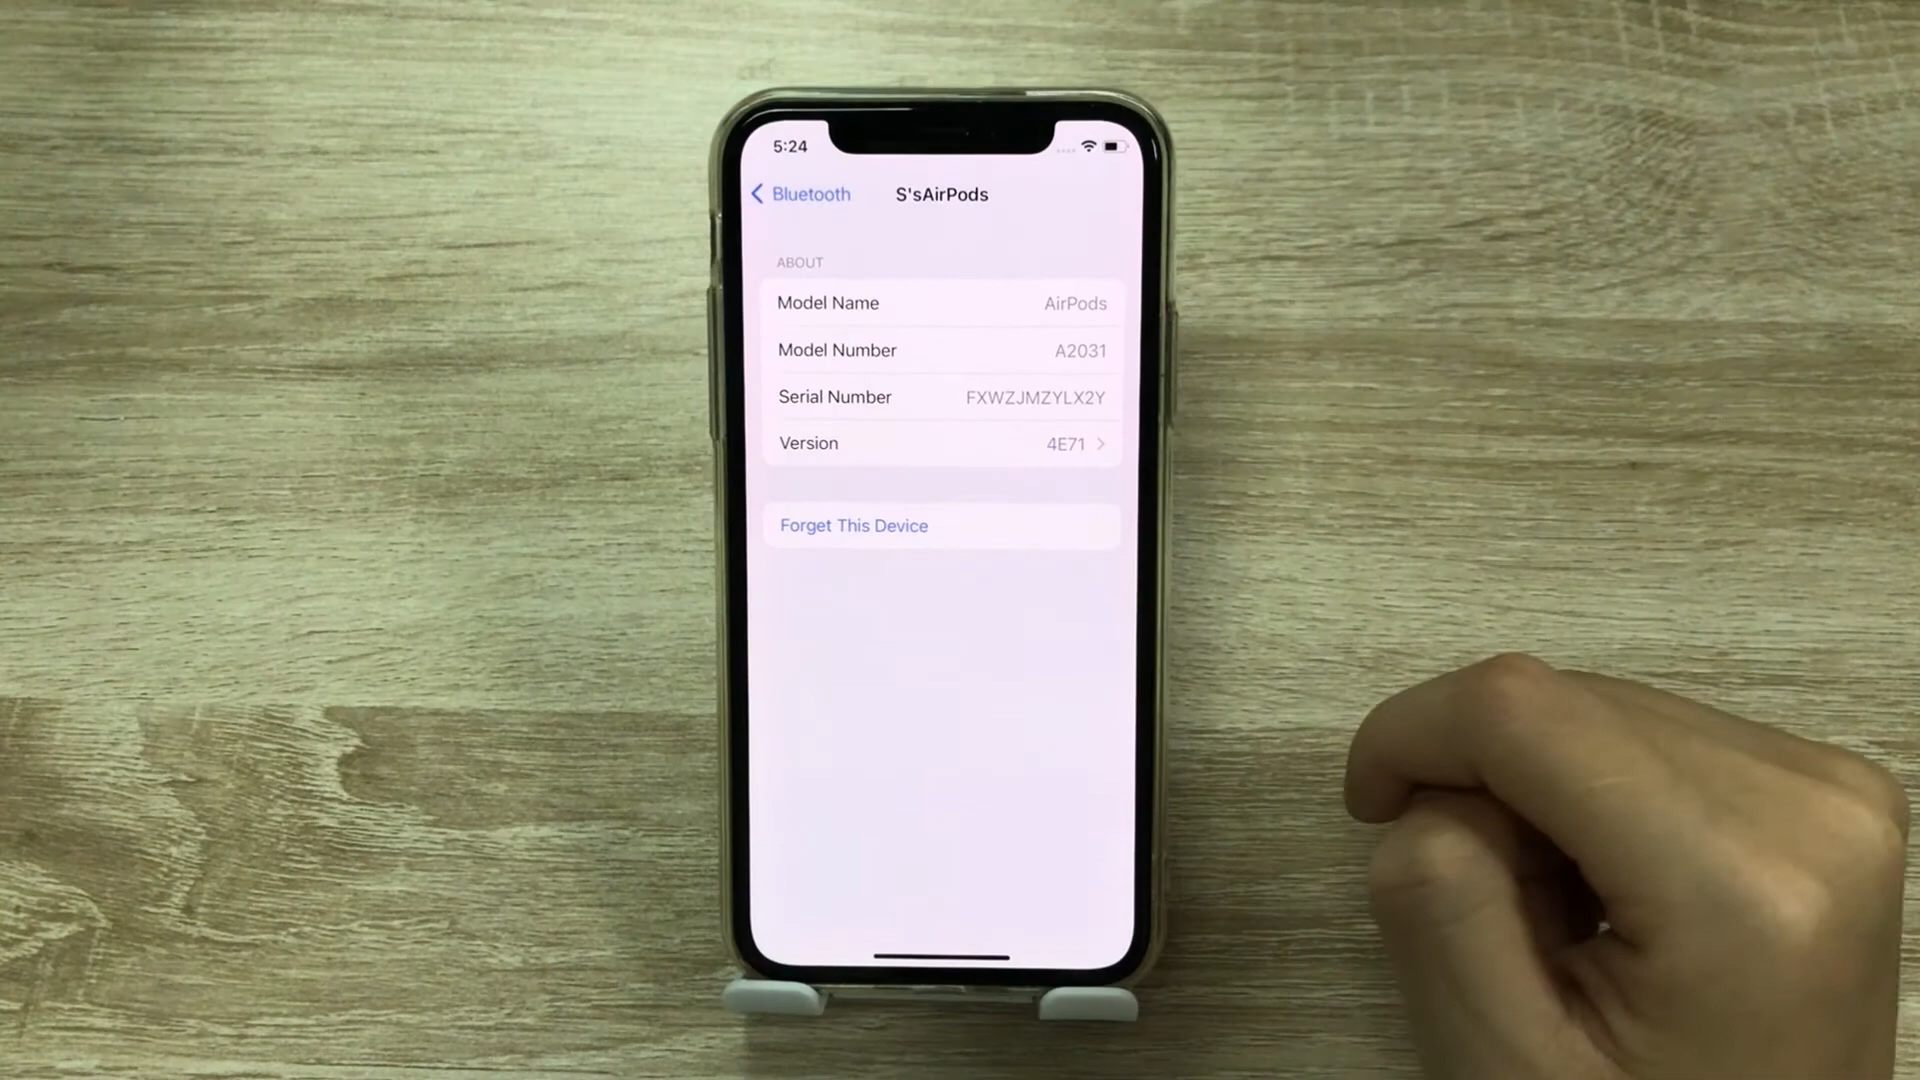 5:24
Bluetooth S'sAirPods
ABOUT
Model Name AirPods
Model Number A2031
Serial Number FXWZJMZYLX2Y
Version 4E71
Forget This Device